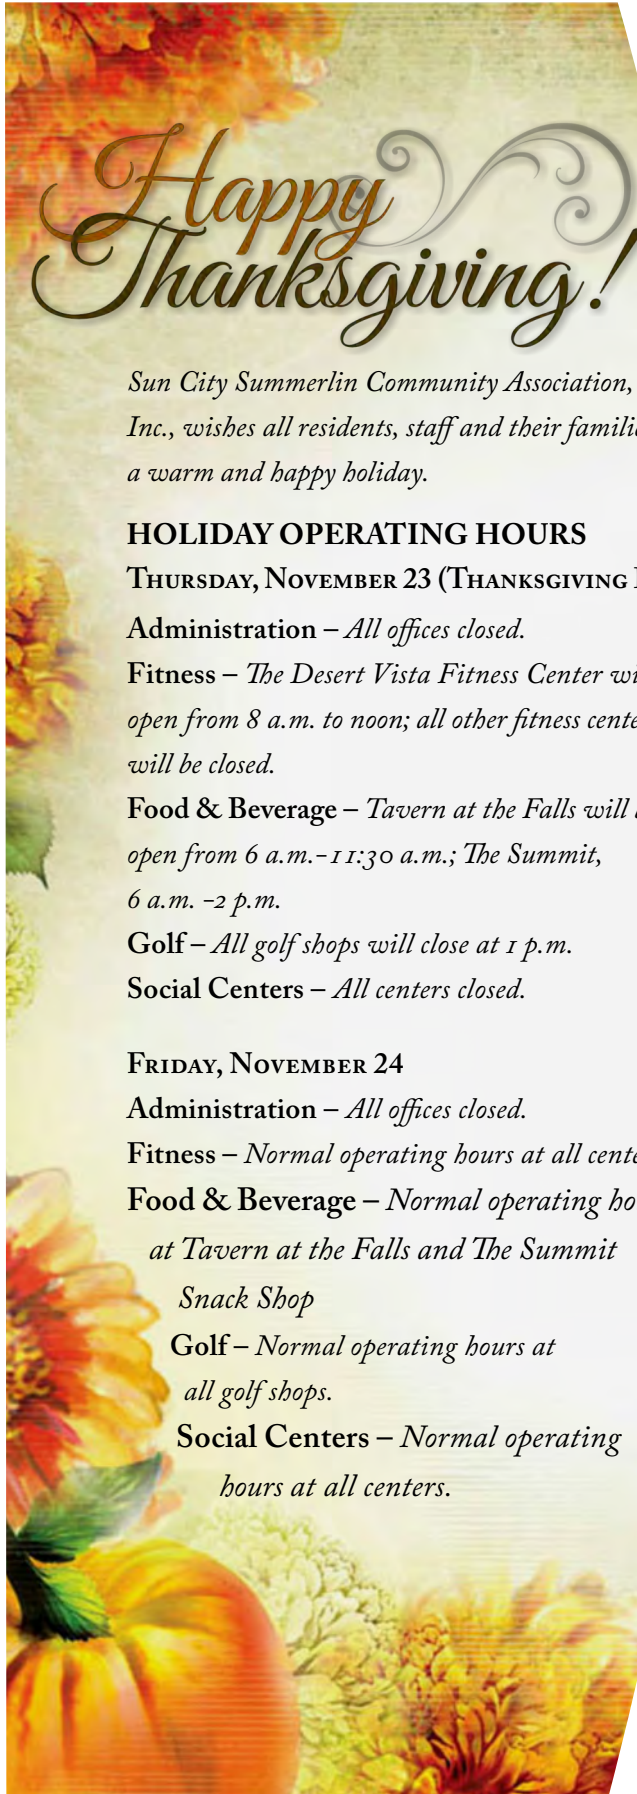 Happy
Thanksgiving!
Sun City Summerlin Community Association,
Inc., wishes all residents, staff and their
a warm and happy holiday.
HOLIDAY OPERATING HOURS
THURSDAY, NOVEMBER 23 (THANKSGIVING
Administration – All offices closed.
Fitness – The Desert Vista Fitness Center
open from 8 a.m. to noon; all other fitness
will be closed.
Food & Beverage – Tavern at the Falls will
open from 6 a.m.–11:30 a.m.; The Summit,
6 a.m. –2 p.m.
Golf – All golf shops will close at 1 p.m.
Social Centers – All centers closed.
FRIDAY, NOVEMBER 24
Administration – All offices closed.
Fitness – Normal operating hours at all
Food & Beverage – Normal operating
at Tavern at the Falls and The Summit
Snack Shop
Golf – Normal operating hours at
all golf shops.
Social Centers – Normal operating
hours at all centers.